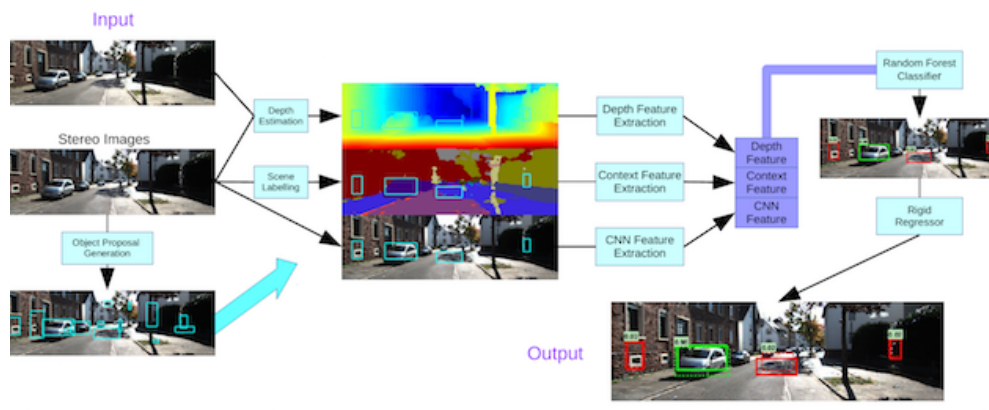 Input
Stereo Images
Object Proposal
Generation
Depth
Estimation
Scene
Labelling
Depth Feature
Extraction
Context Feature
Extraction
CNN Feature
Extraction
Depth
Feature
Context
Feature
CNN
Feature
Random Forest
Classifier
Rigid
Regressor
Output